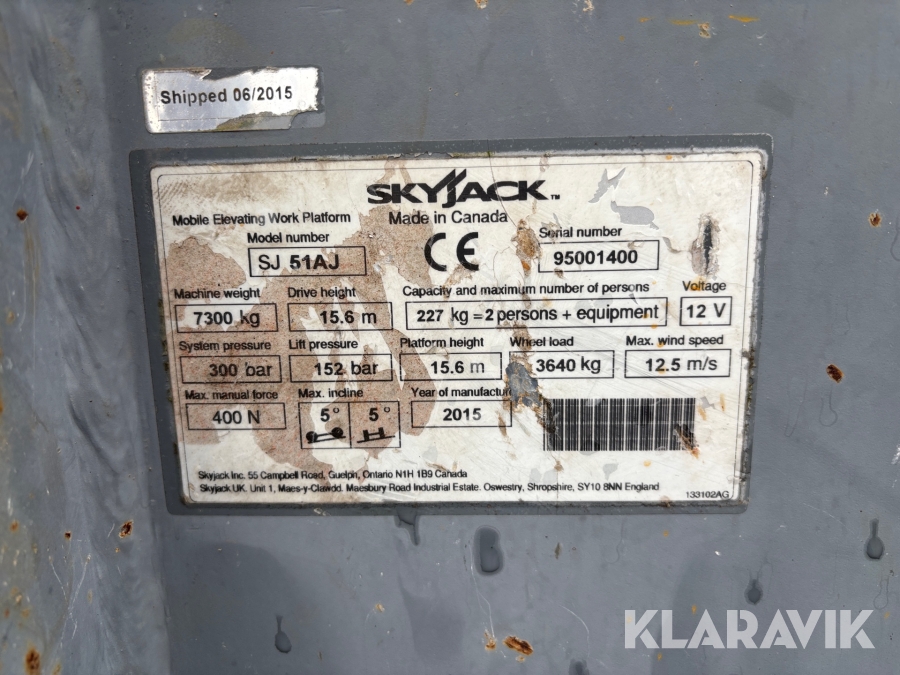 Shipped 06/2015
SKYJACK™
Mobile Elevating Work Platform
Made in Canada
Model number
SJ 51AJ
CE
Serial number
95001400
Machine weight
7300 kg
Drive height
15.6 m
Capacity and maximum number of persons
227 kg = 2 persons + equipment
Voltage
12 V
System pressure
300 bar
Lift pressure
152 bar
Platform height
15.6 m
Wheel load
3640 kg
Max. wind speed
12.5 m/s
Max. manual force
400 N
Max. incline
5° 5°
Year of manufactur
2015
Skyjack Inc. 55 Campbell Road, Guelph, Ontario N1H 1B9 Canada
Skyjack UK. Unit 1, Maes-y-Clawdd. Maesbury Road Industrial Estate. Oswestry, Shropshire, SY10 8NN England
133102AG
KLARAVIK